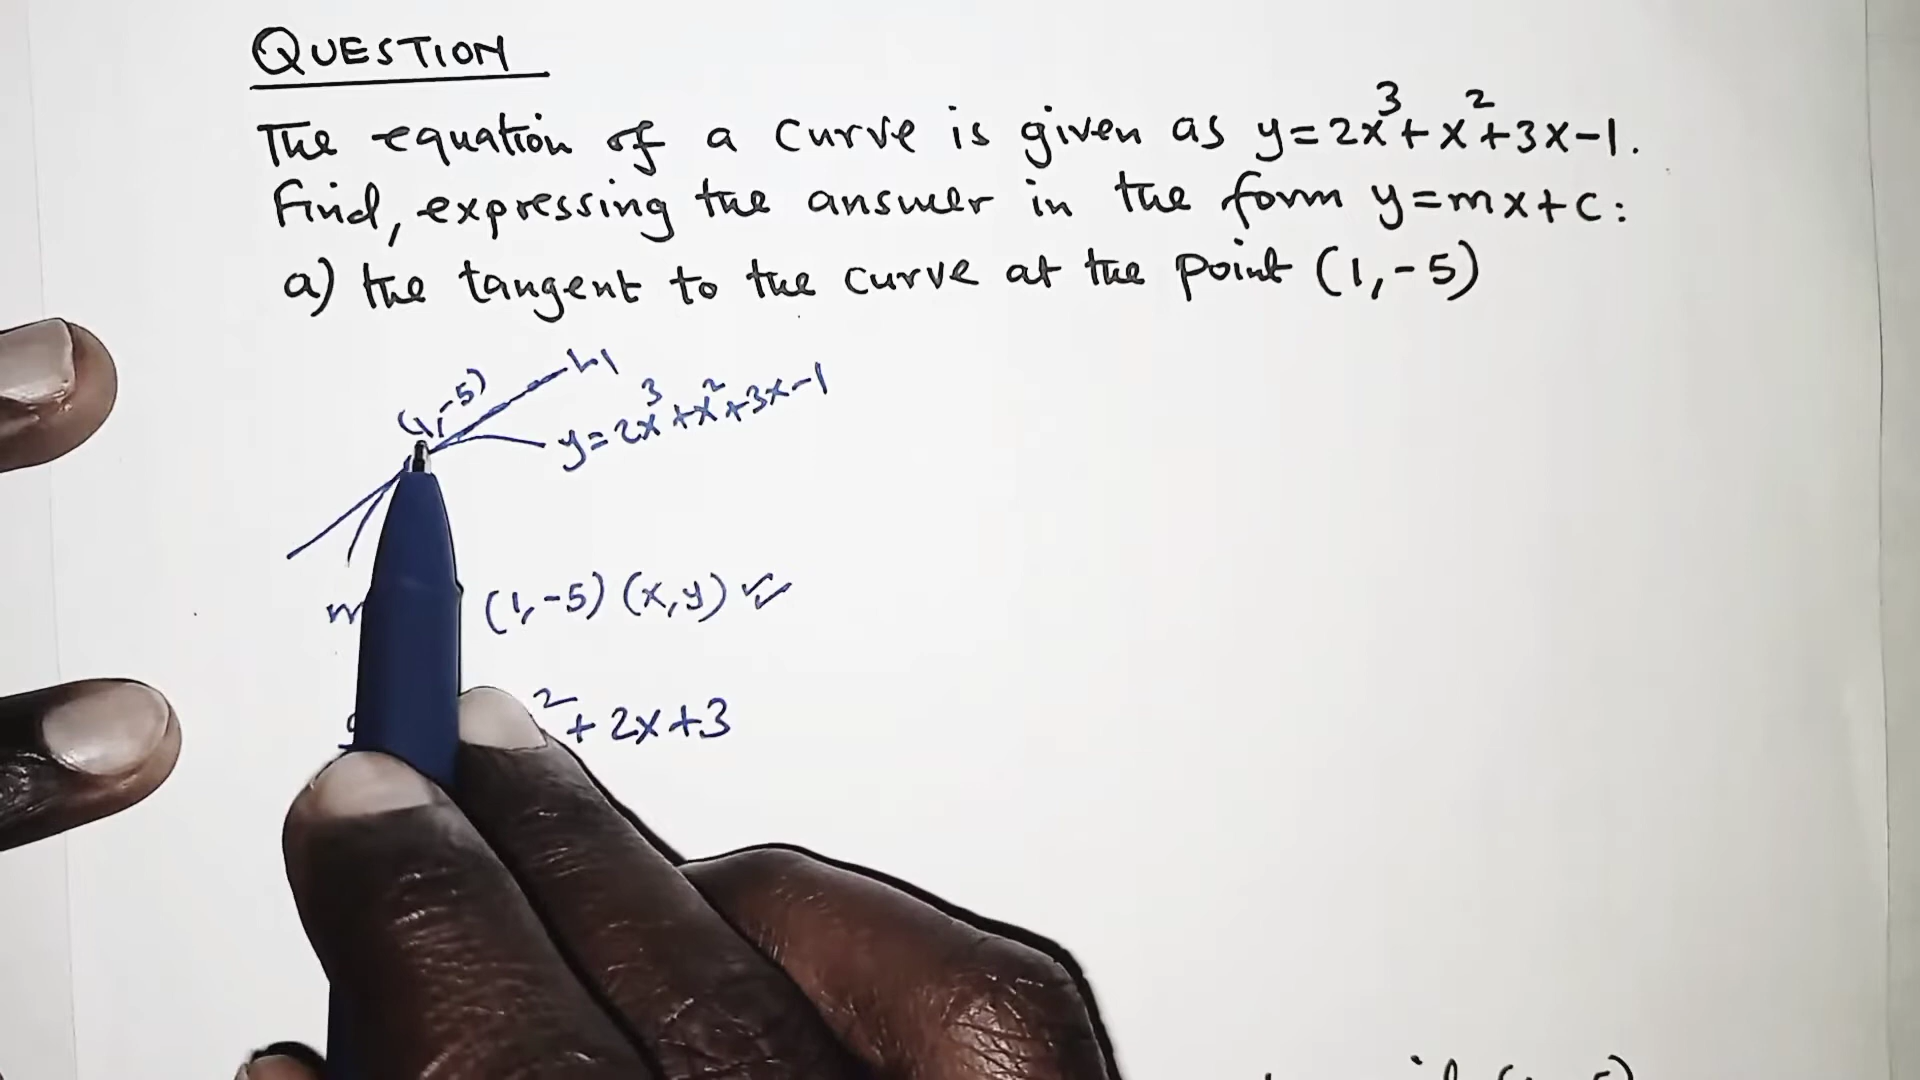 QUESTION
The equation of a curve is given as y=2x³+x²+3x-1.
Find, expressing the answer in the form y=mx+c:
a) the tangent to the curve at the point (1,-5)
L1
(1,-5)
y=2x³+x²+3x-1
(1,-5) (x,y)
² + 2x+3